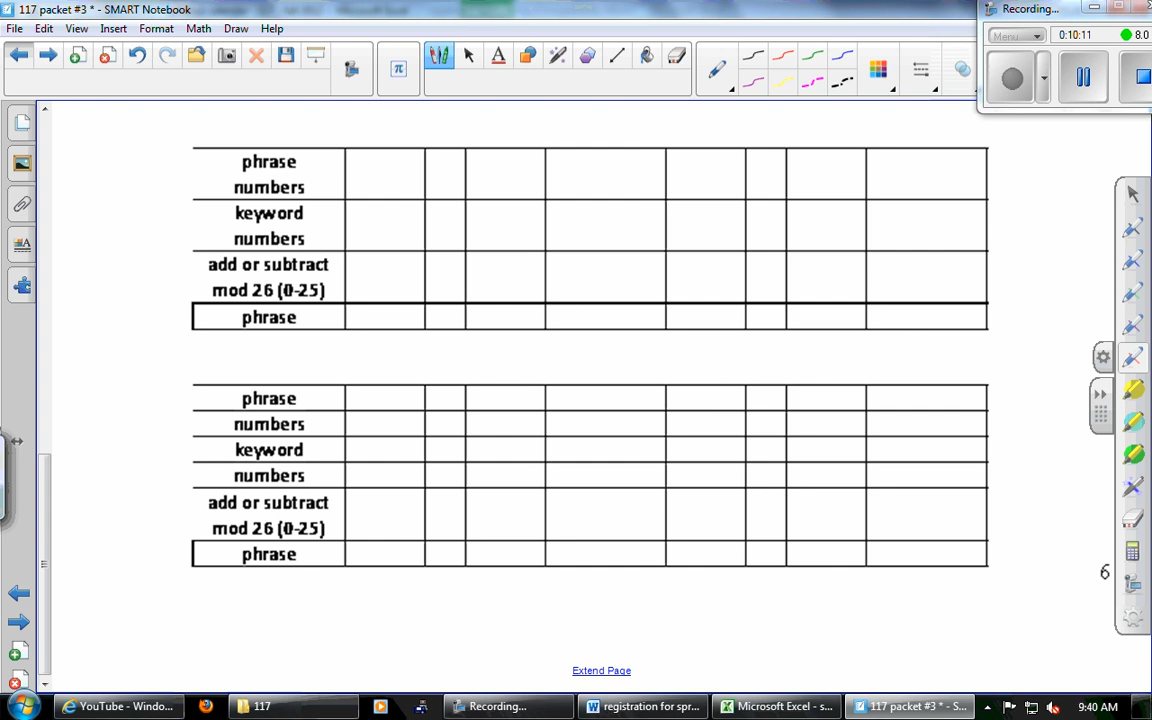 117 packet #3 * - SMART Notebook
Recording...
File Edit View Insert Format Math Draw Help
Menu
0:10:11
8.0
π
A
phrase
numbers
keyword
numbers
add or subtract
mod 26 (0-25)
phrase
phrase
numbers
keyword
numbers
add or subtract
mod 26 (0-25)
phrase
6
Extend Page
YouTube - Windo...
117
Recording...
registration for spr...
Microsoft Excel - s...
117 packet #3 * - S...
9:40 AM